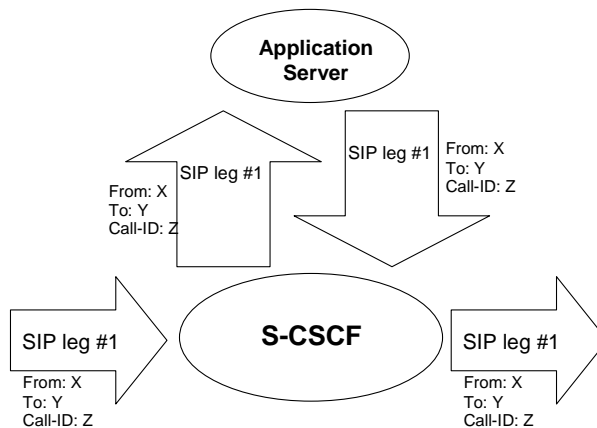 Application
Server
SIP leg #1
From: X
To: Y
Call-ID: Z
SIP leg #1
From: X
To: Y
Call-ID: Z
S-CSCF
SIP leg #1
From: X
To: Y
Call-ID: Z
SIP leg #1
From: X
To: Y
Call-ID: Z